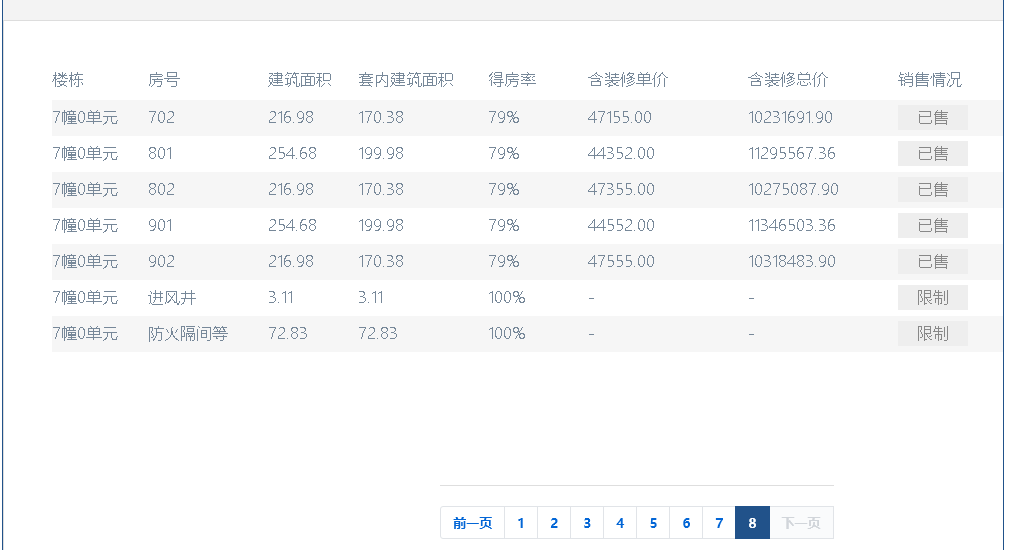 楼栋 房号 建筑面积 套内建筑面积 得房率 含装修单价 含装修总价 销售情况
7幢0单元 702 216.98 170.38 79% 47155.00 10231691.90 已售
7幢0单元 801 254.68 199.98 79% 44352.00 11295567.36 已售
7幢0单元 802 216.98 170.38 79% 47355.00 10275087.90 已售
7幢0单元 901 254.68 199.98 79% 44552.00 11346503.36 已售
7幢0单元 902 216.98 170.38 79% 47555.00 10318483.90 已售
7幢0单元 进风井 3.11 3.11 100% - - 限制
7幢0单元 防火隔间等 72.83 72.83 100% - - 限制
前一页 1 2 3 4 5 6 7 8 下一页